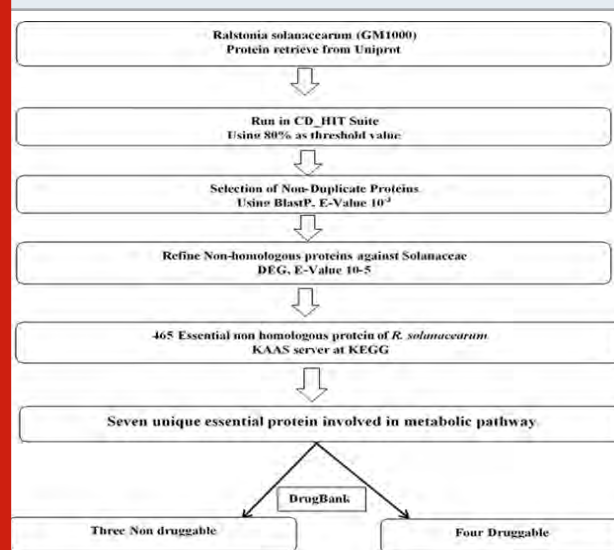 Ralstonia solanacearum (GM1000)
Protein retrieve from Uniprot
Run in CD_HIT Suite
Using 80% as threshold value
Selection of Non-Duplicate Proteins
Using BlastP, E-Value 10⁻³
Refine Non-homologous proteins against Solanaceae
DEG, E-Value 10-5
465 Essential non homologous protein of R. solanacearum
KAAS server at KEGG
Seven unique essential protein involved in metabolic pathway
DrugBank
Three Non druggable
Four Druggable